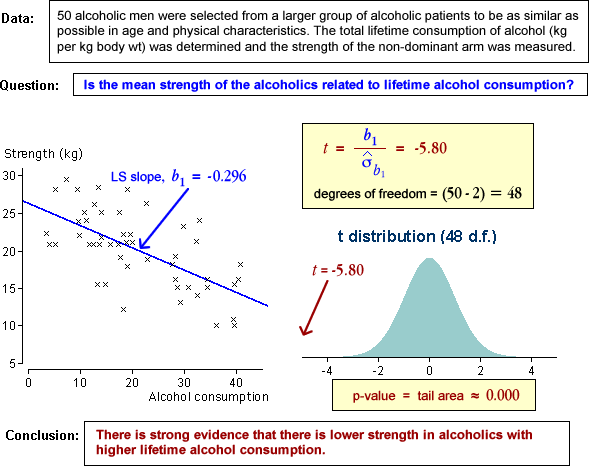 Data:
50 alcoholic men were selected from a larger group of alcoholic patients to be as similar as
possible in age and physical characteristics. The total lifetime consumption of alcohol (kg
per kg body wt) was determined and the strength of the non-dominant arm was measured.
Question:
Is the mean strength of the alcoholics related to lifetime alcohol consumption?
Strength (kg)
LS slope, b₁ = -0.296
30
25
20
15
10
5
0 10 20 30 40
Alcohol consumption
t = b₁ / σ̂b₁ = -5.80
degrees of freedom = (50 - 2) = 48
t distribution (48 d.f.)
t = -5.80
-4 -2 0 2 4
p-value = tail area ≈ 0.000
Conclusion:
There is strong evidence that there is lower strength in alcoholics with
higher lifetime alcohol consumption.